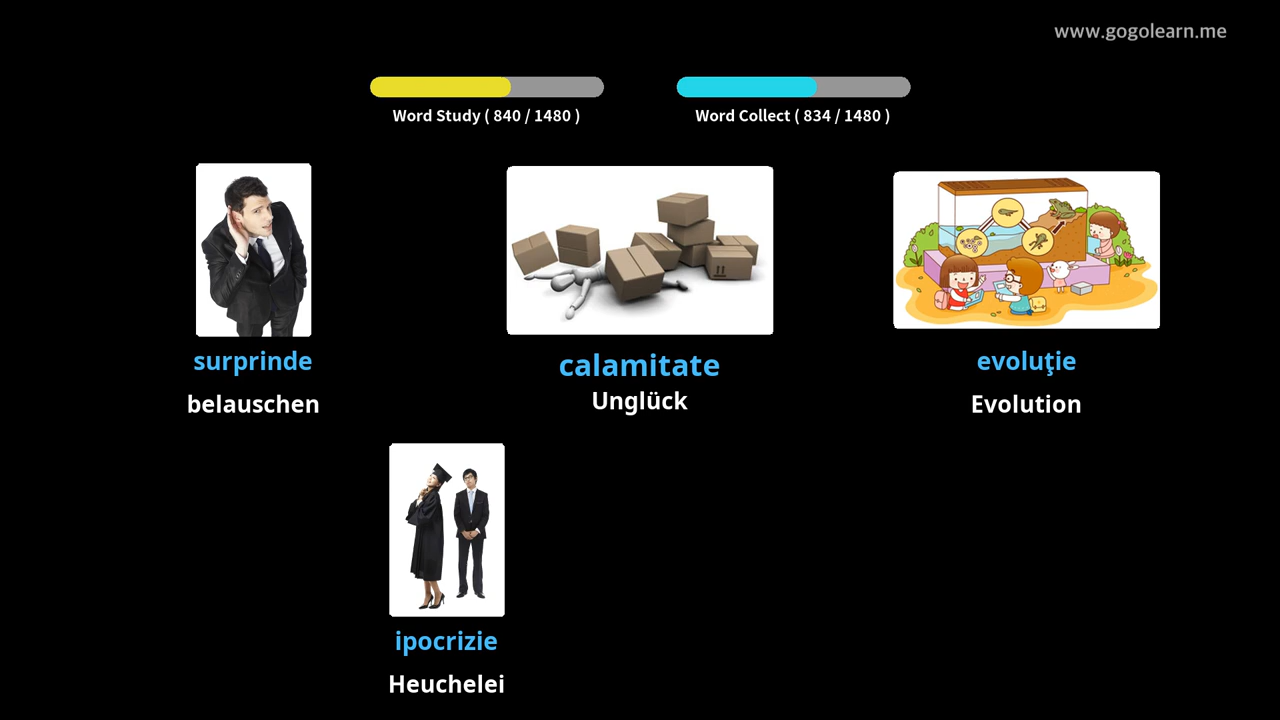 www.gogolearn.me
Word Study ( 840 / 1480 )
Word Collect ( 834 / 1480 )
surprinde
belauschen
calamitate
Unglück
evoluţie
Evolution
ipocrizie
Heuchelei